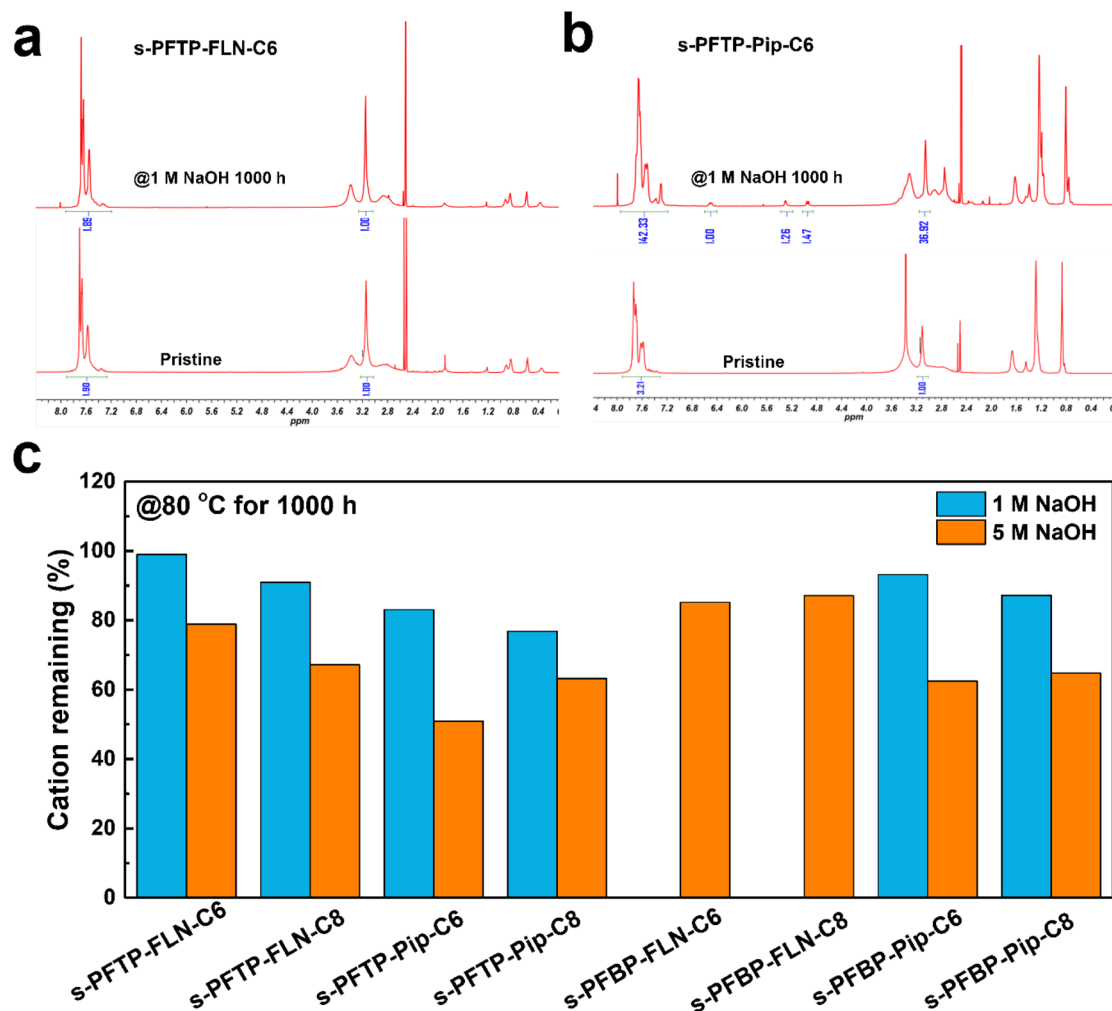 a
s-PFTP-FLN-C6
@1 M NaOH 1000 h
1.89
1.00
Pristine
1.90
1.00
8.0 7.6 7.2 6.8 6.4 6.0 5.6 5.2 4.8 4.4 4.0 3.6 3.2 2.8 2.4 2.0 1.6 1.2 0.8 0.4 0
ppm
b
s-PFTP-Pip-C6
@1 M NaOH 1000 h
142.33
1.00
1.26
1.47
36.92
Pristine
3.21
1.00
4 8.0 7.6 7.2 6.8 6.4 6.0 5.6 5.2 4.8 4.4 4.0 3.6 3.2 2.8 2.4 2.0 1.6 1.2 0.8 0
ppm
c
@80 °C for 1000 h
1 M NaOH
5 M NaOH
Cation remaining (%)
120
100
80
60
40
20
0
s-PFTP-FLN-C6
s-PFTP-FLN-C8
s-PFTP-Pip-C6
s-PFTP-Pip-C8
s-PFBP-FLN-C6
s-PFBP-FLN-C8
s-PFBP-Pip-C6
s-PFBP-Pip-C8